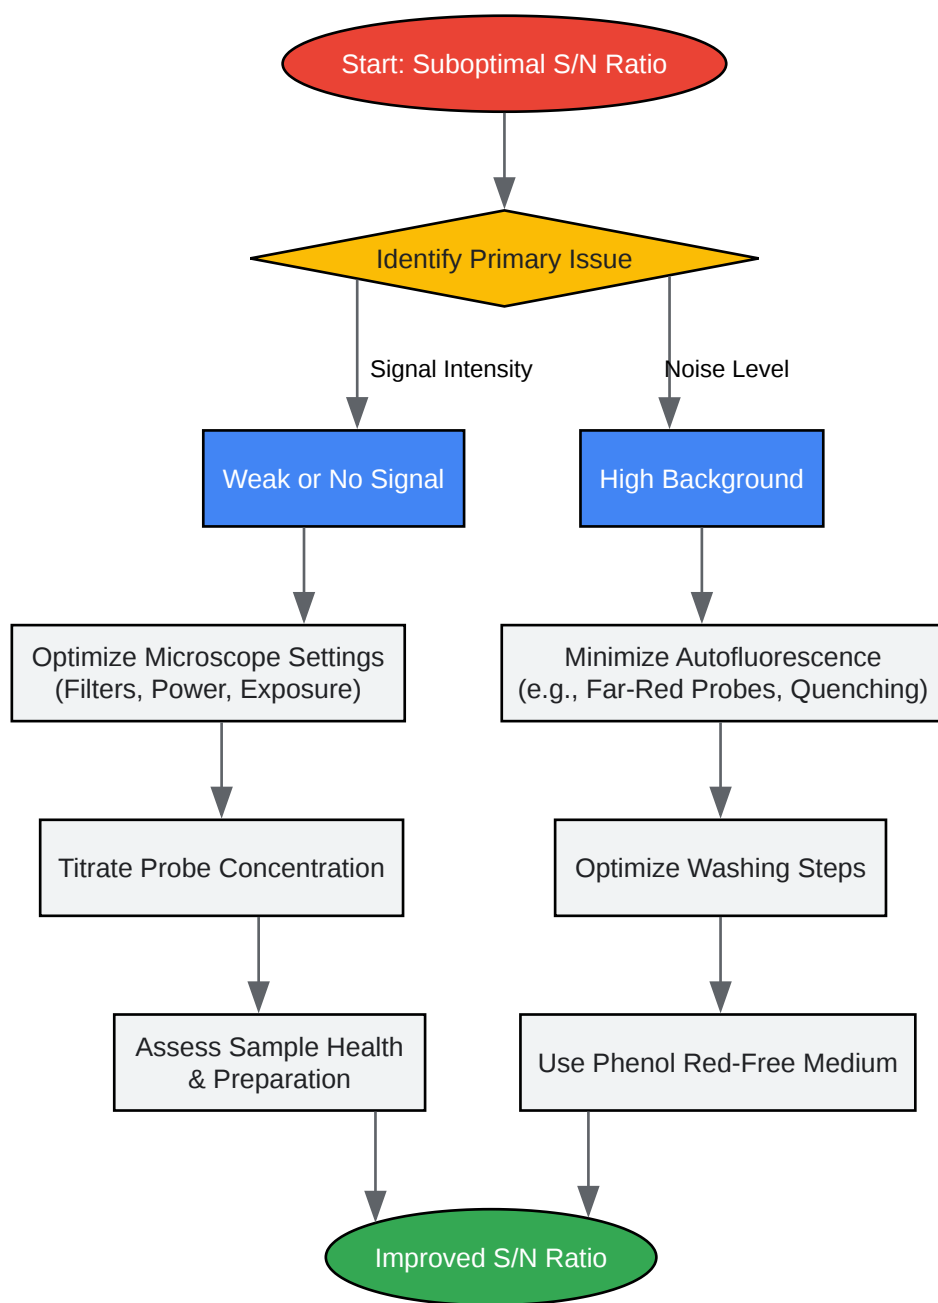 Start: Suboptimal S/N Ratio
Identify Primary Issue
Signal Intensity
Noise Level
Weak or No Signal
High Background
Optimize Microscope Settings
(Filters, Power, Exposure)
Minimize Autofluorescence
(e.g., Far-Red Probes, Quenching)
Titrate Probe Concentration
Optimize Washing Steps
Assess Sample Health
& Preparation
Use Phenol Red-Free Medium
Improved S/N Ratio